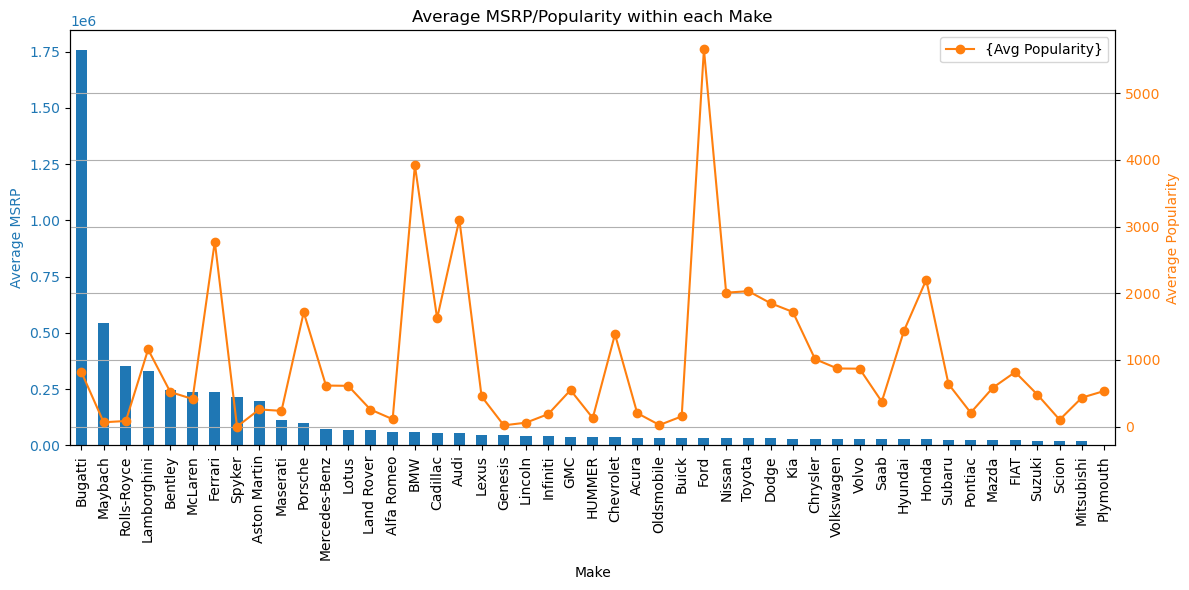 Average MSRP/Popularity within each Make
1e6
{Avg Popularity}
1.75
1.50
1.25
1.00
0.75
0.50
0.25
0.00
Average MSRP
5000
4000
3000
2000
1000
0
Average Popularity
Bugatti
Maybach
Rolls-Royce
Lamborghini
Bentley
McLaren
Ferrari
Spyker
Aston Martin
Maserati
Porsche
Mercedes-Benz
Lotus
Land Rover
Alfa Romeo
BMW
Cadillac
Audi
Lexus
Genesis
Lincoln
Infiniti
GMC
HUMMER
Chevrolet
Acura
Oldsmobile
Buick
Ford
Nissan
Toyota
Dodge
Kia
Chrysler
Volkswagen
Volvo
Saab
Hyundai
Honda
Subaru
Pontiac
Mazda
FIAT
Suzuki
Scion
Mitsubishi
Plymouth
Make